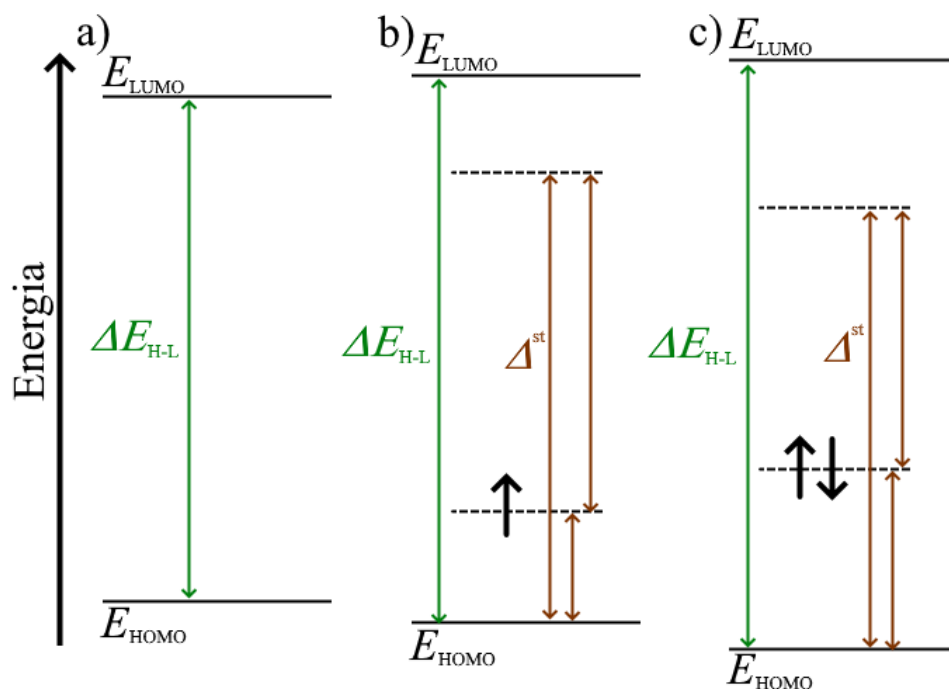 Energia
a)
E_LUMO
ΔE_H-L
E_HOMO
b)
E_LUMO
ΔE_H-L
Δ^st
E_HOMO
c)
E_LUMO
ΔE_H-L
Δ^st
E_HOMO